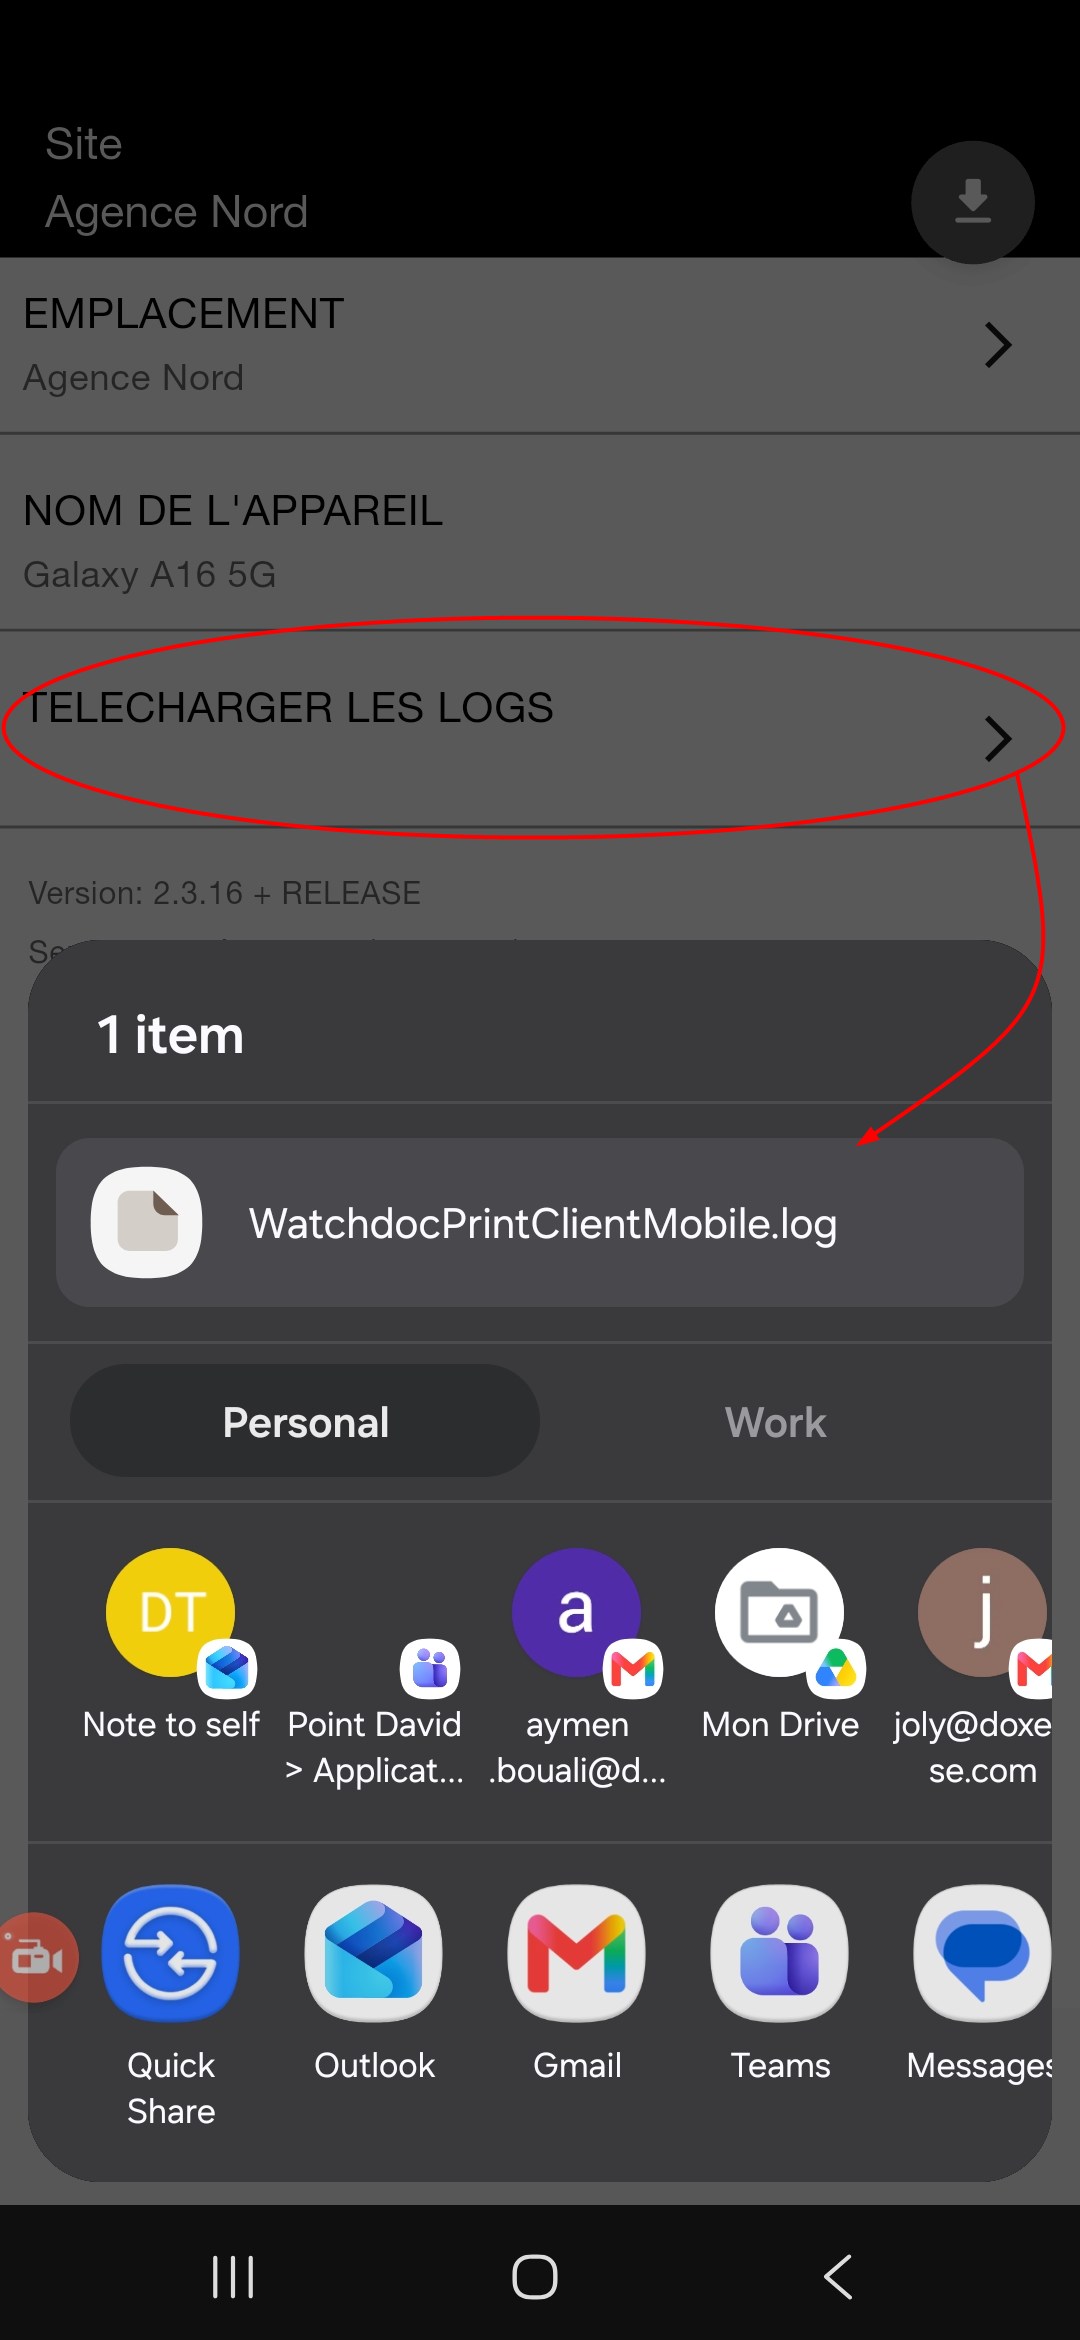 Site
Agence Nord
EMPLACEMENT
Agence Nord
NOM DE L'APPAREIL
Galaxy A16 5G
TELECHARGER LES LOGS
Version: 2.3.16 + RELEASE
1 item
WatchdocPrintClientMobile.log
Personal
Work
DT
Note to self
Point David
> Applicat...
a
aymen
.bouali@d...
Mon Drive
j
joly@doxe
se.com
Quick
Share
Outlook
Gmail
Teams
Messages